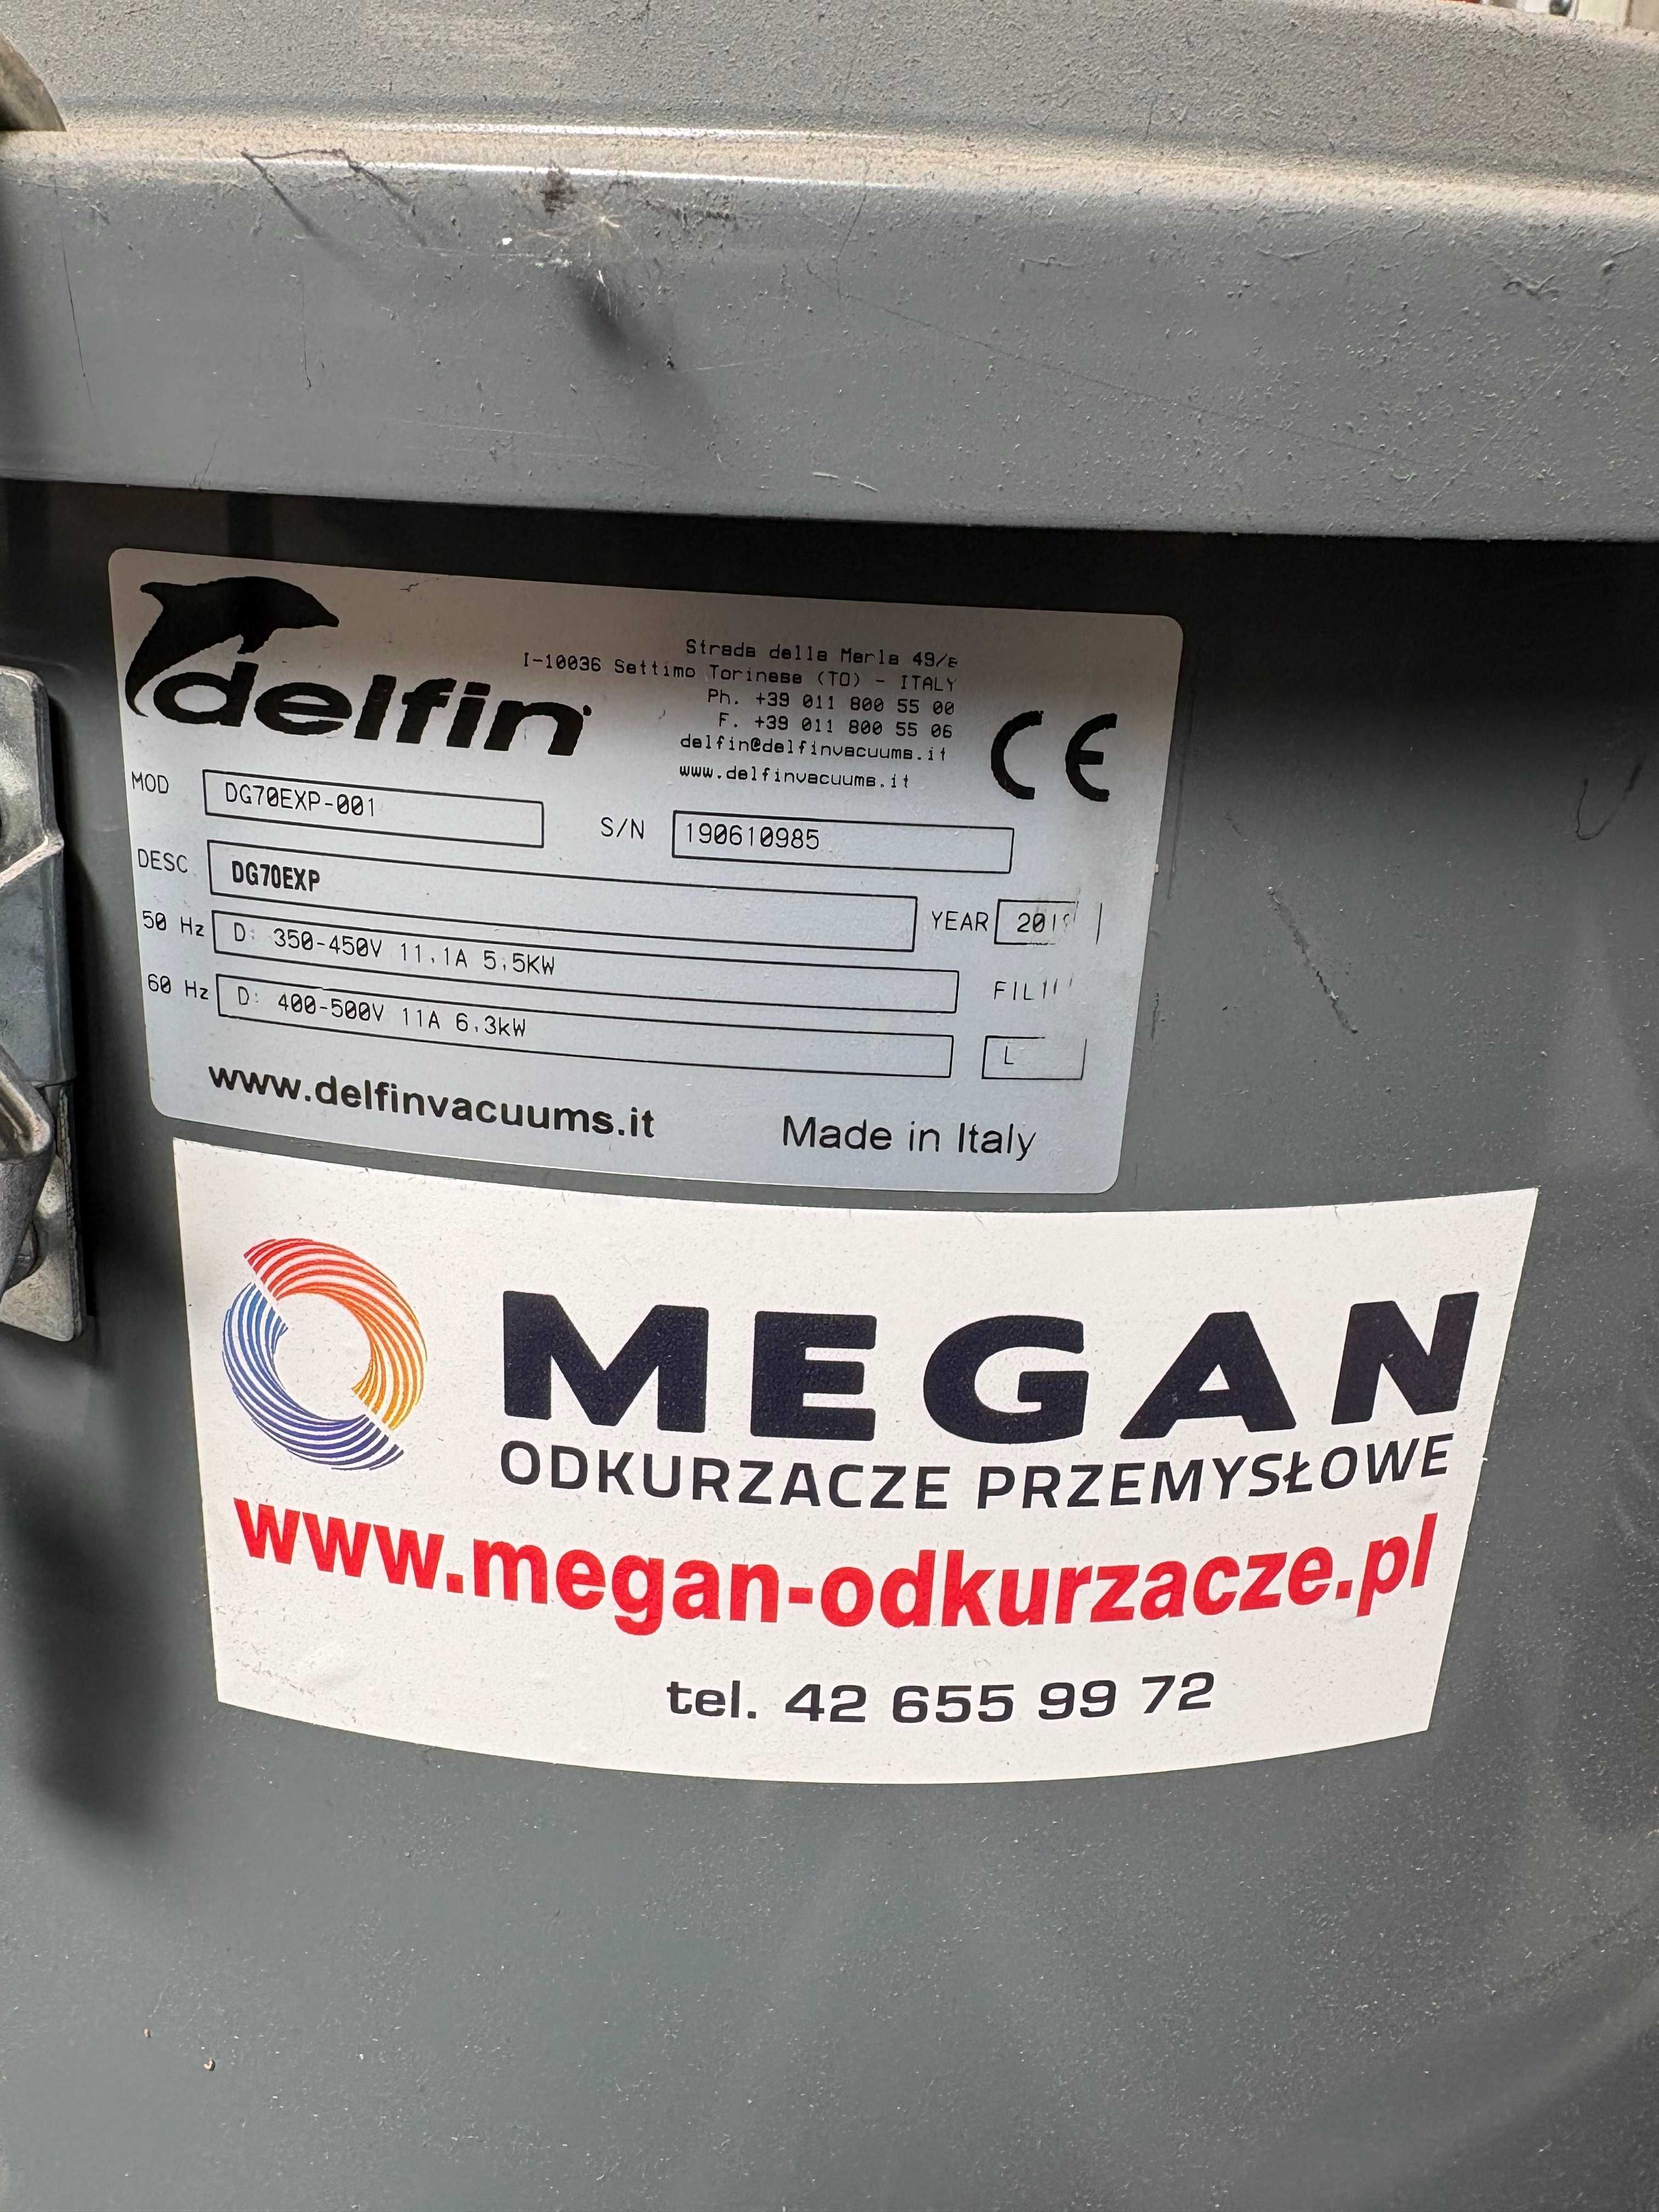 delfin
Strada della Merla 49/a
I-10036 Settimo Torinese (TO) - ITALY
Ph. +39 011 800 55 00
F. +39 011 800 55 06
delfin@delfinvacuums.it
www.delfinvacuums.it
CE
MOD DG70EXP-001
S/N 190610985
DESC DG70EXP
YEAR
50 Hz D: 350-450V 11,1A 5,5KW
60 Hz D: 400-500V 11A 6,3kW
L
www.delfinvacuums.it
Made in Italy
MEGAN
ODKURZACZE PRZEMYSŁOWE
www.megan-odkurzacze.pl
tel. 42 655 99 72